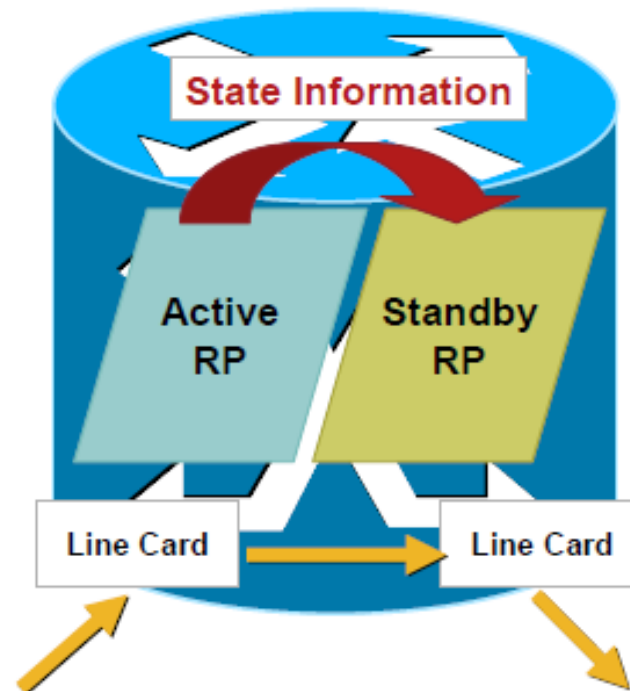 State Information
Active
RP
Standby
RP
Line Card
Line Card